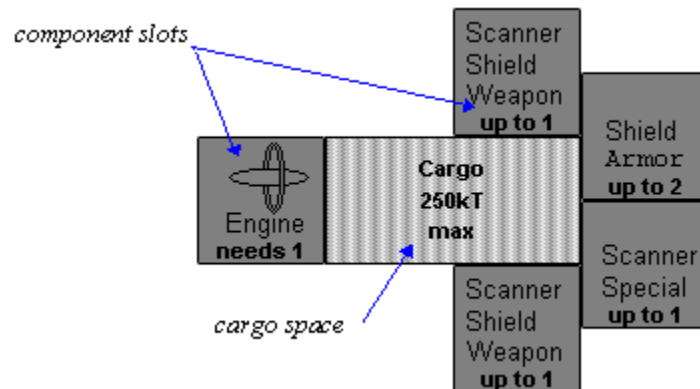 component slots
Scanner
Shield
Weapon
up to 1
Shield
Armor
up to 2
Engine
needs 1
Cargo
250kT
max
Scanner
Special
up to 1
cargo space
Scanner
Shield
Weapon
up to 1